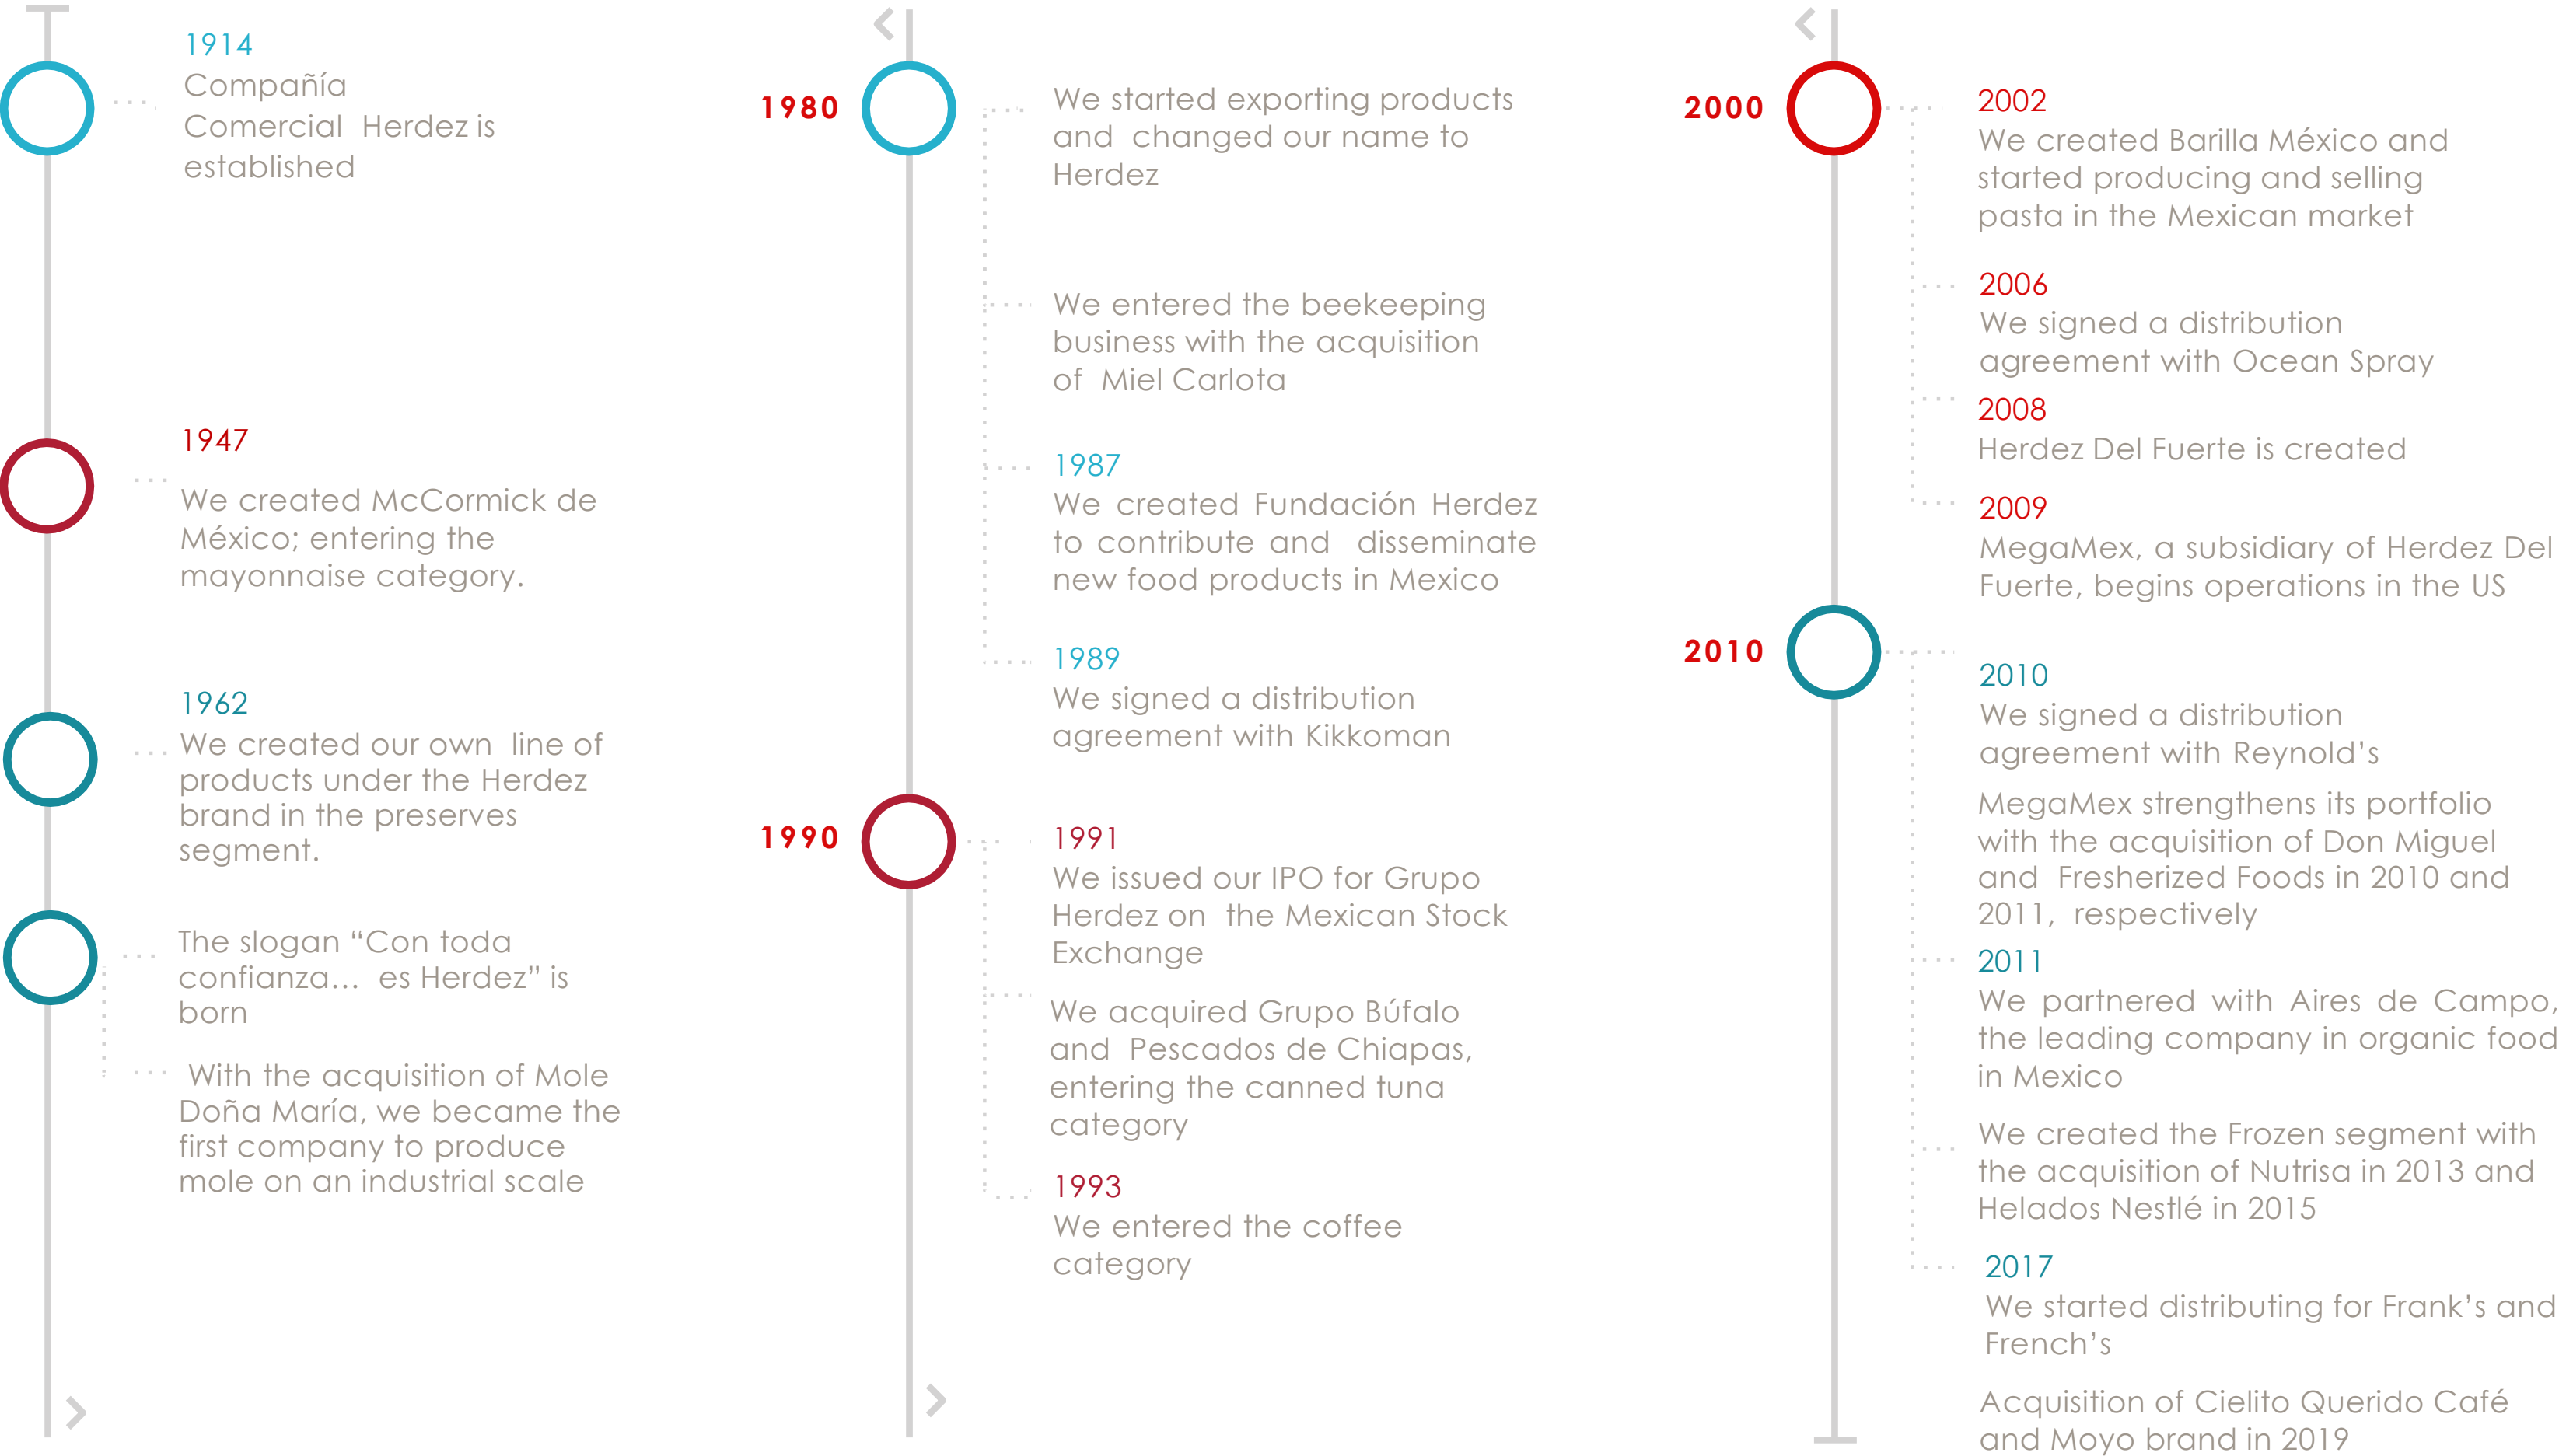 1914
Compañía
Comercial Herdez is
established
1947
We created McCormick de
México; entering the
mayonnaise category.
1962
We created our own line of
products under the Herdez
brand in the preserves
segment.
The slogan “Con toda
confianza… es Herdez” is
born
With the acquisition of Mole
Doña María, we became the
first company to produce
mole on an industrial scale
1980
We started exporting products
and changed our name to
Herdez
We entered the beekeeping
business with the acquisition
of Miel Carlota
1987
We created Fundación Herdez
to contribute and disseminate
new food products in Mexico
1989
We signed a distribution
agreement with Kikkoman
1990
1991
We issued our IPO for Grupo
Herdez on the Mexican Stock
Exchange
We acquired Grupo Búfalo
and Pescados de Chiapas,
entering the canned tuna
category
1993
We entered the coffee
category
2000
2002
We created Barilla México and
started producing and selling
pasta in the Mexican market
2006
We signed a distribution
agreement with Ocean Spray
2008
Herdez Del Fuerte is created
2009
MegaMex, a subsidiary of Herdez Del
Fuerte, begins operations in the US
2010
2010
We signed a distribution
agreement with Reynold’s
MegaMex strengthens its portfolio
with the acquisition of Don Miguel
and Fresherized Foods in 2010 and
2011, respectively
2011
We partnered with Aires de Campo,
the leading company in organic food
in Mexico
We created the Frozen segment with
the acquisition of Nutrisa in 2013 and
Helados Nestlé in 2015
2017
We started distributing for Frank’s and
French’s
Acquisition of Cielito Querido Café
and Moyo brand in 2019